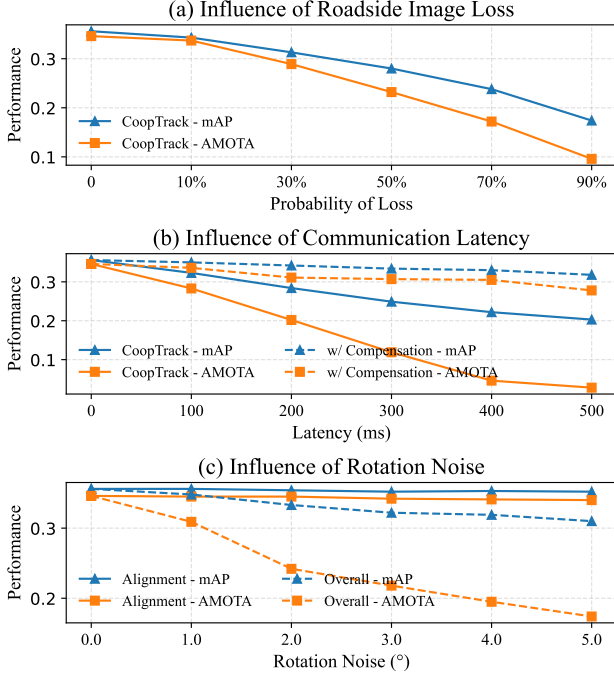 (a) Influence of Roadside Image Loss
Performance
0.3
0.2
0.1
CoopTrack - mAP
CoopTrack - AMOTA
0 10% 30% 50% 70% 90%
Probability of Loss
(b) Influence of Communication Latency
Performance
0.3
0.2
0.1
CoopTrack - mAP w/ Compensation - mAP
CoopTrack - AMOTA w/ Compensation - AMOTA
0 100 200 300 400 500
Latency (ms)
(c) Influence of Rotation Noise
Performance
0.3
0.2
Alignment - mAP Overall - mAP
Alignment - AMOTA Overall - AMOTA
0.0 1.0 2.0 3.0 4.0 5.0
Rotation Noise (°)